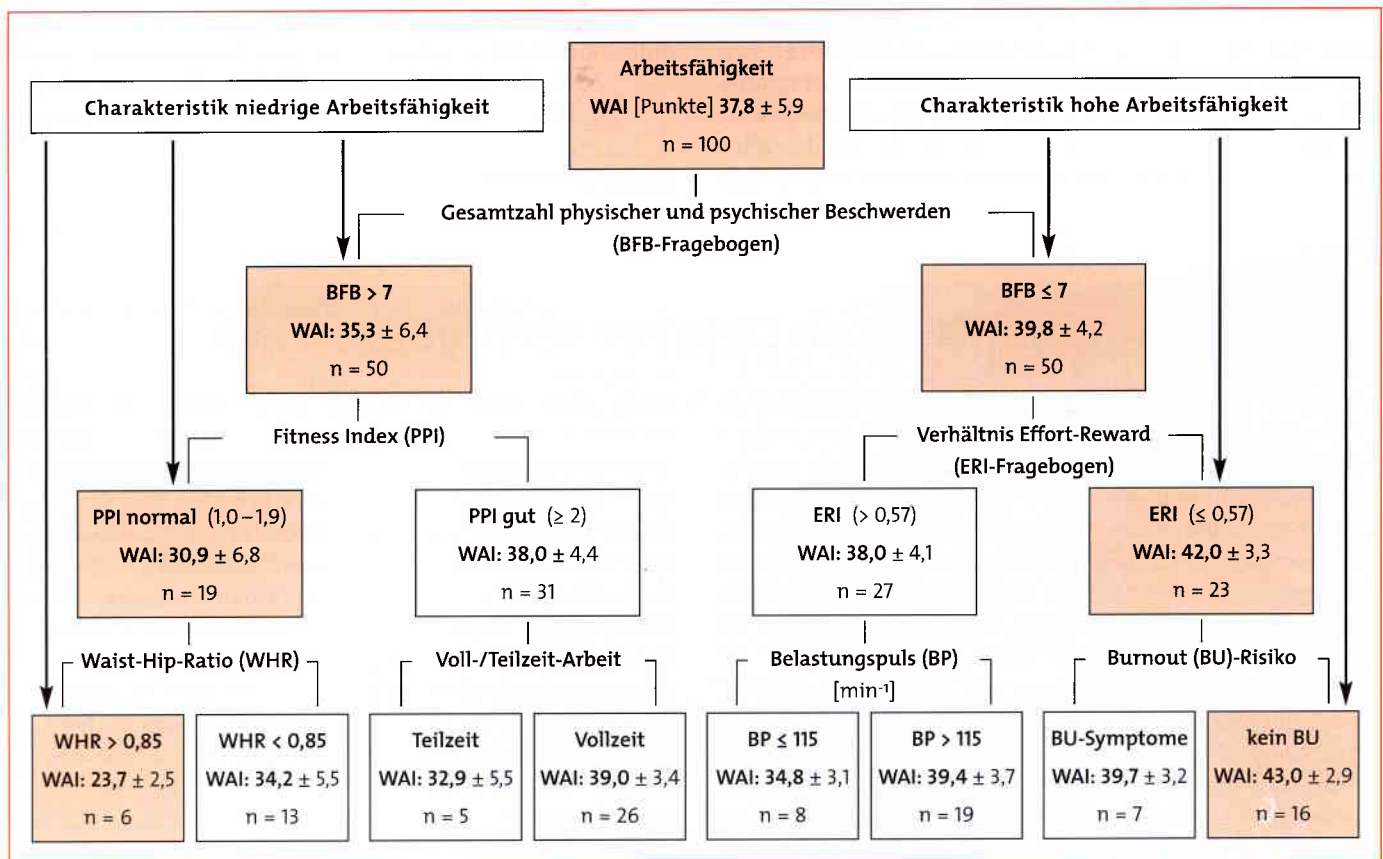 Arbeitsfähigkeit
WAI [Punkte] 37,8 ± 5,9
n = 100
Charakteristik niedrige Arbeitsfähigkeit
Charakteristik hohe Arbeitsfähigkeit
Gesamtzahl physischer und psychischer Beschwerden
(BFB-Fragebogen)
BFB > 7
WAI: 35,3 ± 6,4
n = 50
BFB ≤ 7
WAI: 39,8 ± 4,2
n = 50
Fitness Index (PPI)
Verhältnis Effort-Reward
(ERI-Fragebogen)
PPI normal (1,0–1,9)
WAI: 30,9 ± 6,8
n = 19
PPI gut (≥ 2)
WAI: 38,0 ± 4,4
n = 31
ERI (> 0,57)
WAI: 38,0 ± 4,1
n = 27
ERI (≤ 0,57)
WAI: 42,0 ± 3,3
n = 23
Waist-Hip-Ratio (WHR)
Voll-/Teilzeit-Arbeit
Belastungspuls (BP)
[min⁻¹]
Burnout (BU)-Risiko
WHR > 0,85
WAI: 23,7 ± 2,5
n = 6
WHR < 0,85
WAI: 34,2 ± 5,5
n = 13
Teilzeit
WAI: 32,9 ± 5,5
n = 5
Vollzeit
WAI: 39,0 ± 3,4
n = 26
BP ≤ 115
WAI: 34,8 ± 3,1
n = 8
BP > 115
WAI: 39,4 ± 3,7
n = 19
BU-Symptome
WAI: 39,7 ± 3,2
n = 7
kein BU
WAI: 43,0 ± 2,9
n = 16